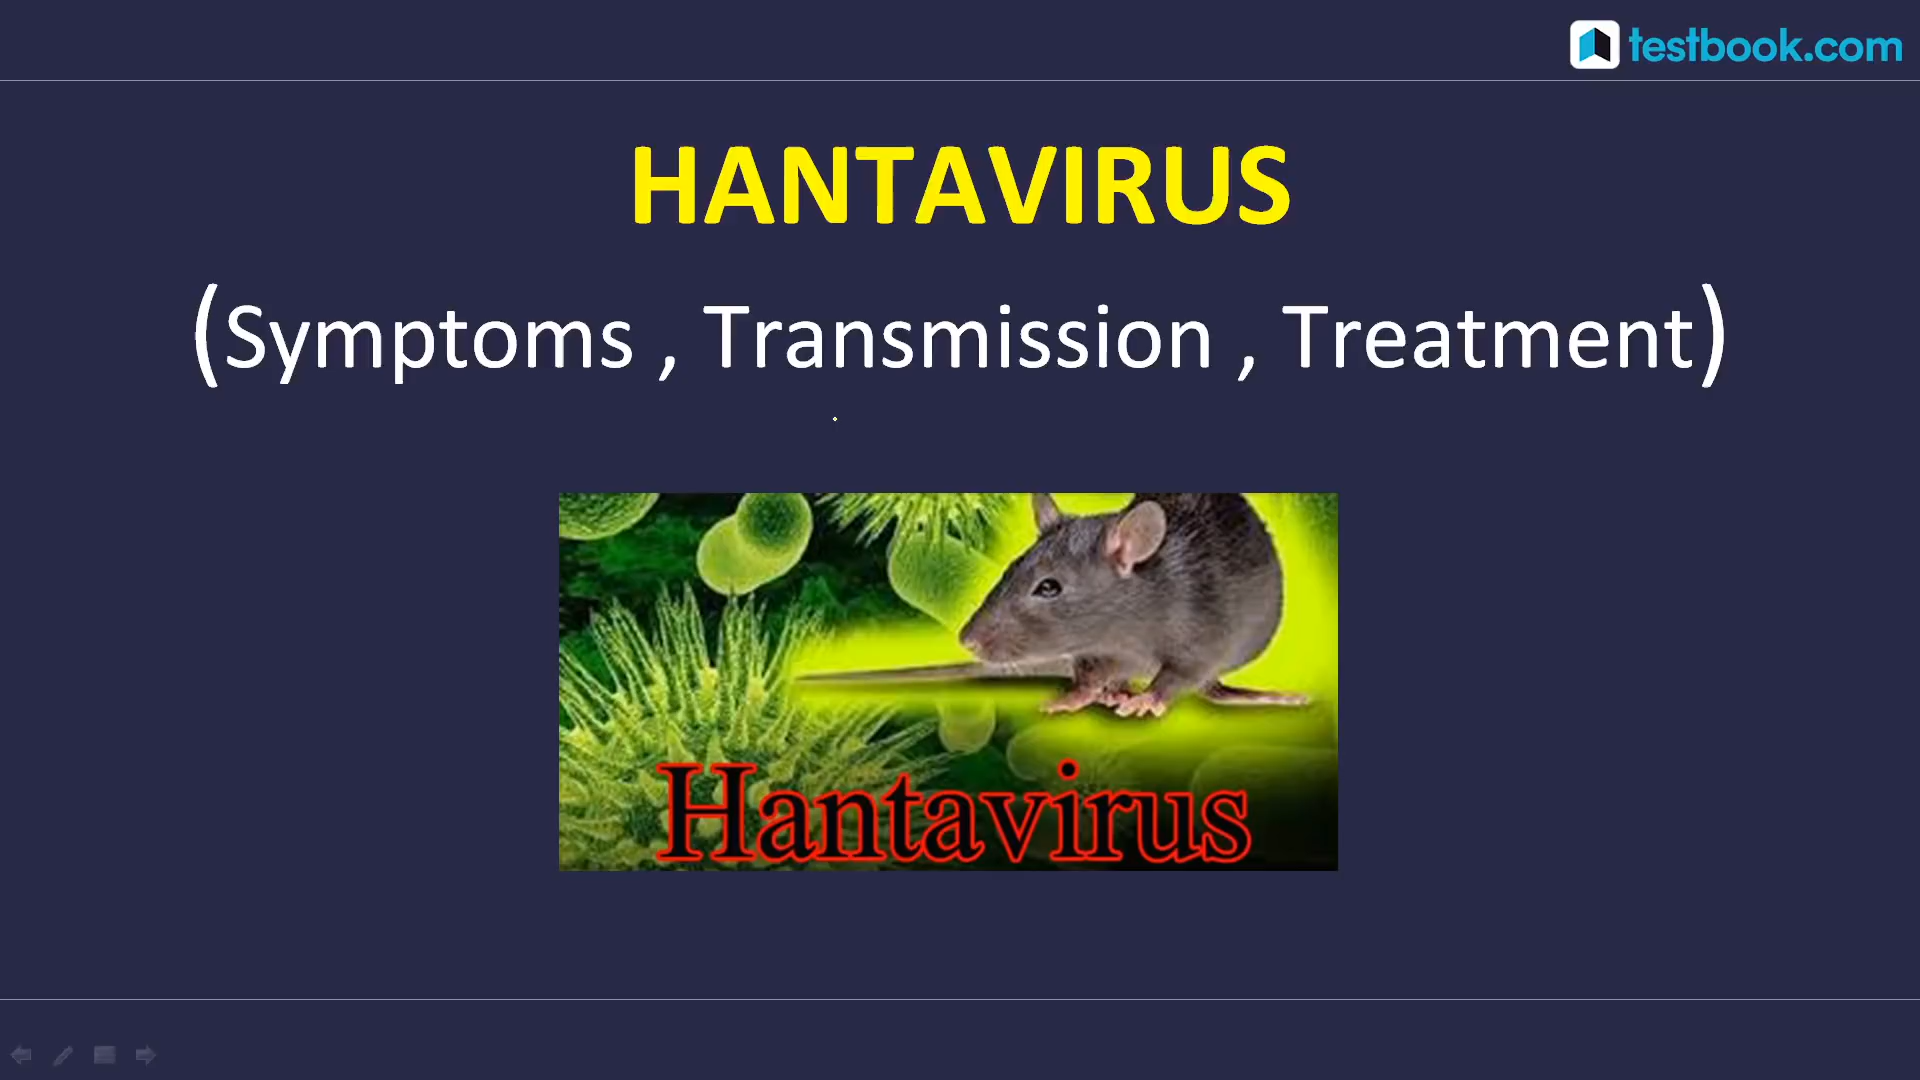 testbook.com
HANTAVIRUS
(Symptoms , Transmission , Treatment)
Hantavirus